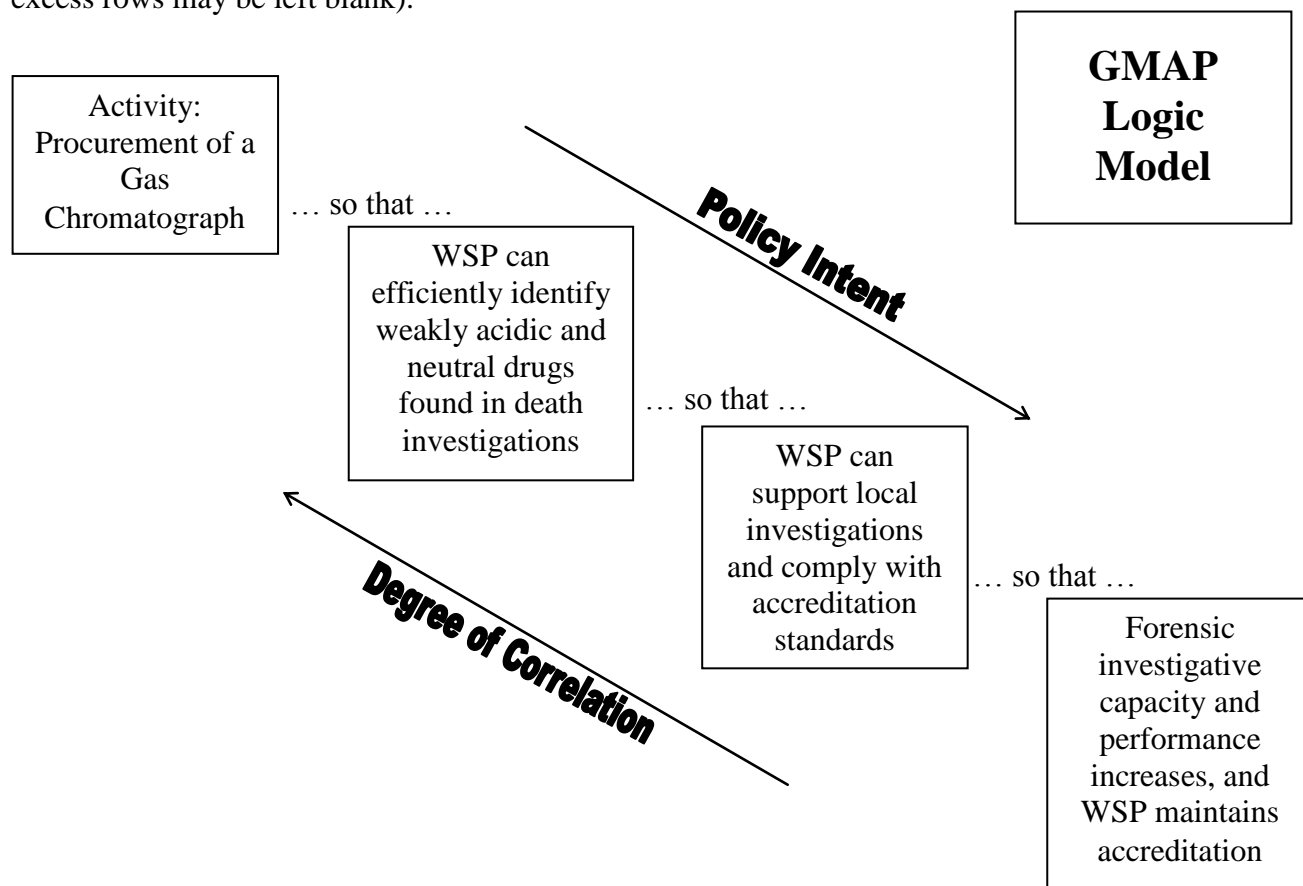 excess rows may be left blank).
GMAP
Logic
Model
Activity:
Procurement of a
Gas
Chromatograph
… so that …
Policy Intent
WSP can
efficiently identify
weakly acidic and
neutral drugs
found in death
investigations
… so that …
WSP can
support local
investigations
and comply with
accreditation
standards
Degree of Correlation
… so that …
Forensic
investigative
capacity and
performance
increases, and
WSP maintains
accreditation